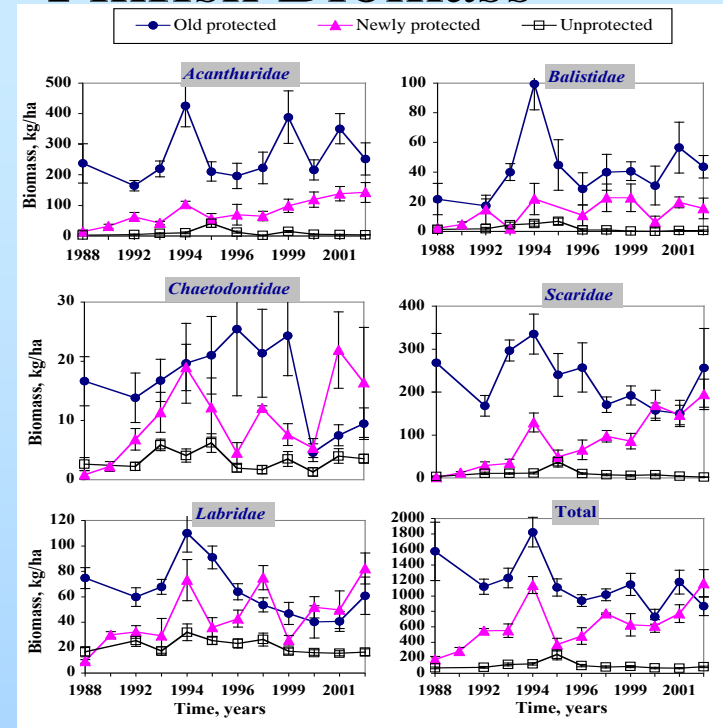 Biomass
Old protected Newly protected Unprotected
Acanthuridae
Biomass, kg/ha
500
400
300
200
100
0
1988 1992 1994 1996 1999 2001
Balistidae
100
80
60
40
20
0
1988 1992 1994 1996 1999 2001
Chaetodontidae
Biomass, kg/ha
30
20
10
0
1988 1992 1994 1996 1999 2001
Scaridae
400
300
200
100
0
1988 1992 1994 1996 1999 2001
Labridae
Biomass, kg/ha
120
100
80
60
40
20
0
1988 1992 1994 1996 1999 2001
Time, years
Total
2000
1800
1600
1400
1200
1000
800
600
400
200
0
1988 1992 1994 1996 1999 2001
Time, years